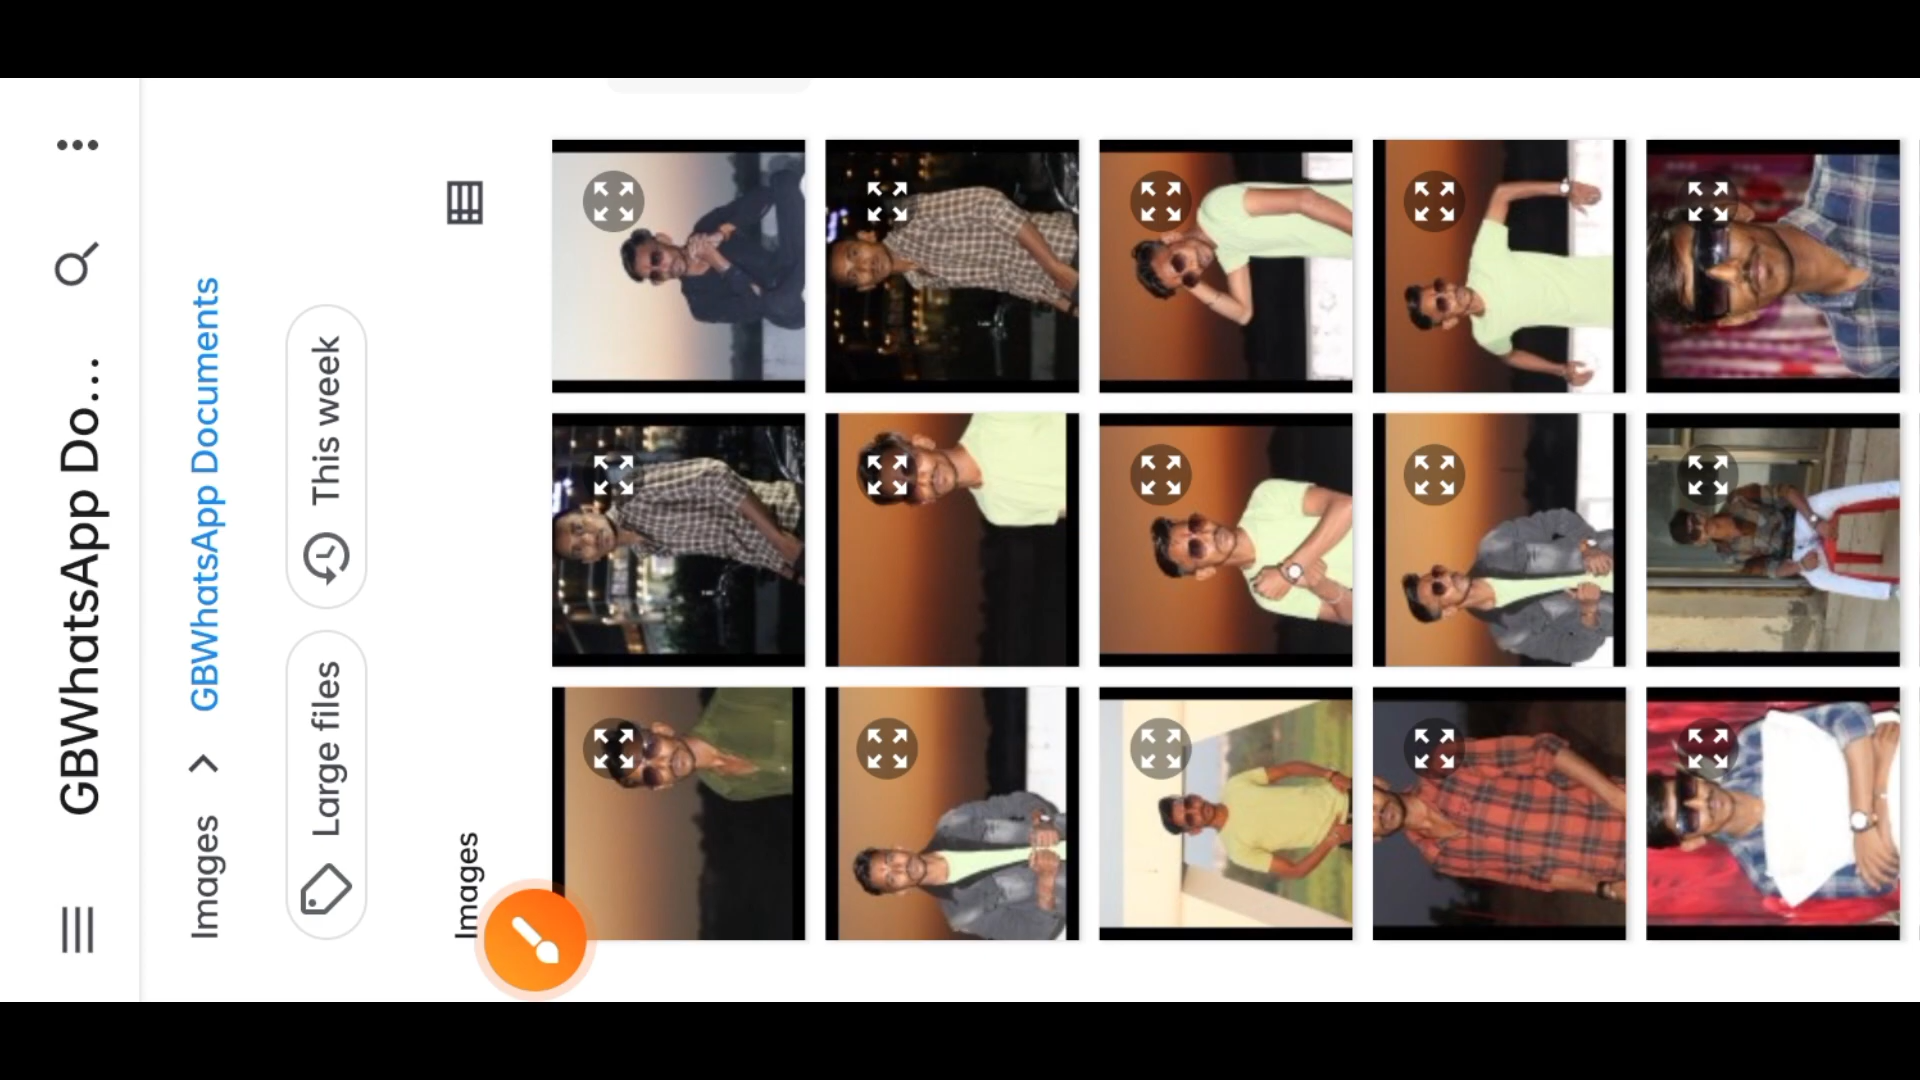 GBWhatsApp Do...
Images > GBWhatsApp Documents
Large files
This week
Images